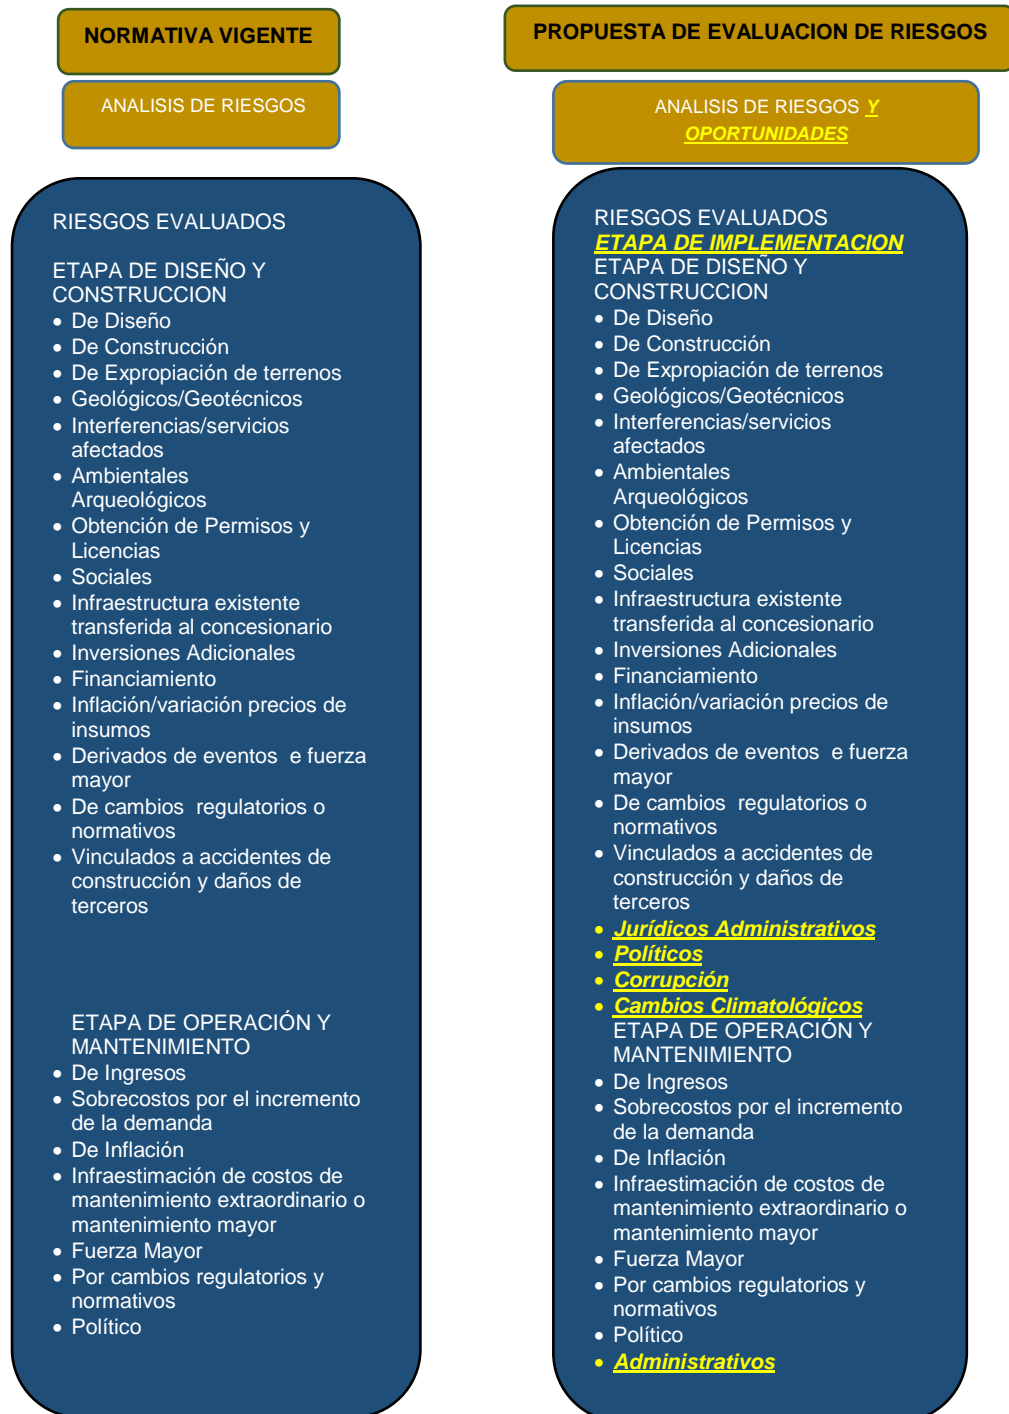 NORMATIVA VIGENTE
ANALISIS DE RIESGOS
RIESGOS EVALUADOS
ETAPA DE DISEÑO Y
CONSTRUCCION
• De Diseño
• De Construcción
• De Expropiación de terrenos
• Geológicos/Geotécnicos
• Interferencias/servicios
afectados
• Ambientales
Arqueológicos
• Obtención de Permisos y
Licencias
• Sociales
• Infraestructura existente
transferida al concesionario
• Inversiones Adicionales
• Financiamiento
• Inflación/variación precios de
insumos
• Derivados de eventos e fuerza
mayor
• De cambios regulatorios o
normativos
• Vinculados a accidentes de
construcción y daños de
terceros
ETAPA DE OPERACIÓN Y
MANTENIMIENTO
• De Ingresos
• Sobrecostos por el incremento
de la demanda
• De Inflación
• Infraestimación de costos de
mantenimiento extraordinario o
mantenimiento mayor
• Fuerza Mayor
• Por cambios regulatorios y
normativos
• Político
PROPUESTA DE EVALUACION DE RIESGOS
ANALISIS DE RIESGOS Y
OPORTUNIDADES
RIESGOS EVALUADOS
ETAPA DE IMPLEMENTACION
ETAPA DE DISEÑO Y
CONSTRUCCION
• De Diseño
• De Construcción
• De Expropiación de terrenos
• Geológicos/Geotécnicos
• Interferencias/servicios
afectados
• Ambientales
Arqueológicos
• Obtención de Permisos y
Licencias
• Sociales
• Infraestructura existente
transferida al concesionario
• Inversiones Adicionales
• Financiamiento
• Inflación/variación precios de
insumos
• Derivados de eventos e fuerza
mayor
• De cambios regulatorios o
normativos
• Vinculados a accidentes de
construcción y daños de
terceros
• Jurídicos Administrativos
• Políticos
• Corrupción
• Cambios Climatológicos
ETAPA DE OPERACIÓN Y
MANTENIMIENTO
• De Ingresos
• Sobrecostos por el incremento
de la demanda
• De Inflación
• Infraestimación de costos de
mantenimiento extraordinario o
mantenimiento mayor
• Fuerza Mayor
• Por cambios regulatorios y
normativos
• Político
• Administrativos